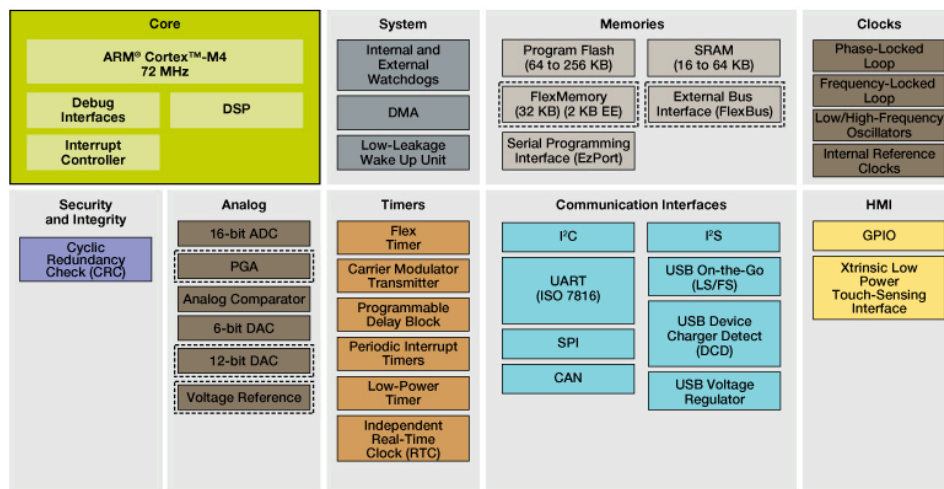 Core
ARM® Cortex™-M4
72 MHz
Debug
Interfaces
DSP
Interrupt
Controller
System
Internal and
External
Watchdogs
DMA
Low-Leakage
Wake Up Unit
Memories
Program Flash
(64 to 256 KB)
SRAM
(16 to 64 KB)
FlexMemory
(32 KB) (2 KB EE)
External Bus
Interface (FlexBus)
Serial Programming
Interface (EzPort)
Clocks
Phase-Locked
Loop
Frequency-Locked
Loop
Low/High-Frequency
Oscillators
Internal Reference
Clocks
Security
and Integrity
Cyclic
Redundancy
Check (CRC)
Analog
16-bit ADC
PGA
Analog Comparator
6-bit DAC
12-bit DAC
Voltage Reference
Timers
Flex
Timer
Carrier Modulator
Transmitter
Programmable
Delay Block
Periodic Interrupt
Timers
Low-Power
Timer
Independent
Real-Time
Clock (RTC)
Communication Interfaces
I²C
I²S
UART
(ISO 7816)
USB On-the-Go
(LS/FS)
SPI
USB Device
Charger Detect
(DCD)
CAN
USB Voltage
Regulator
HMI
GPIO
Xtrinsic Low
Power
Touch-Sensing
Interface